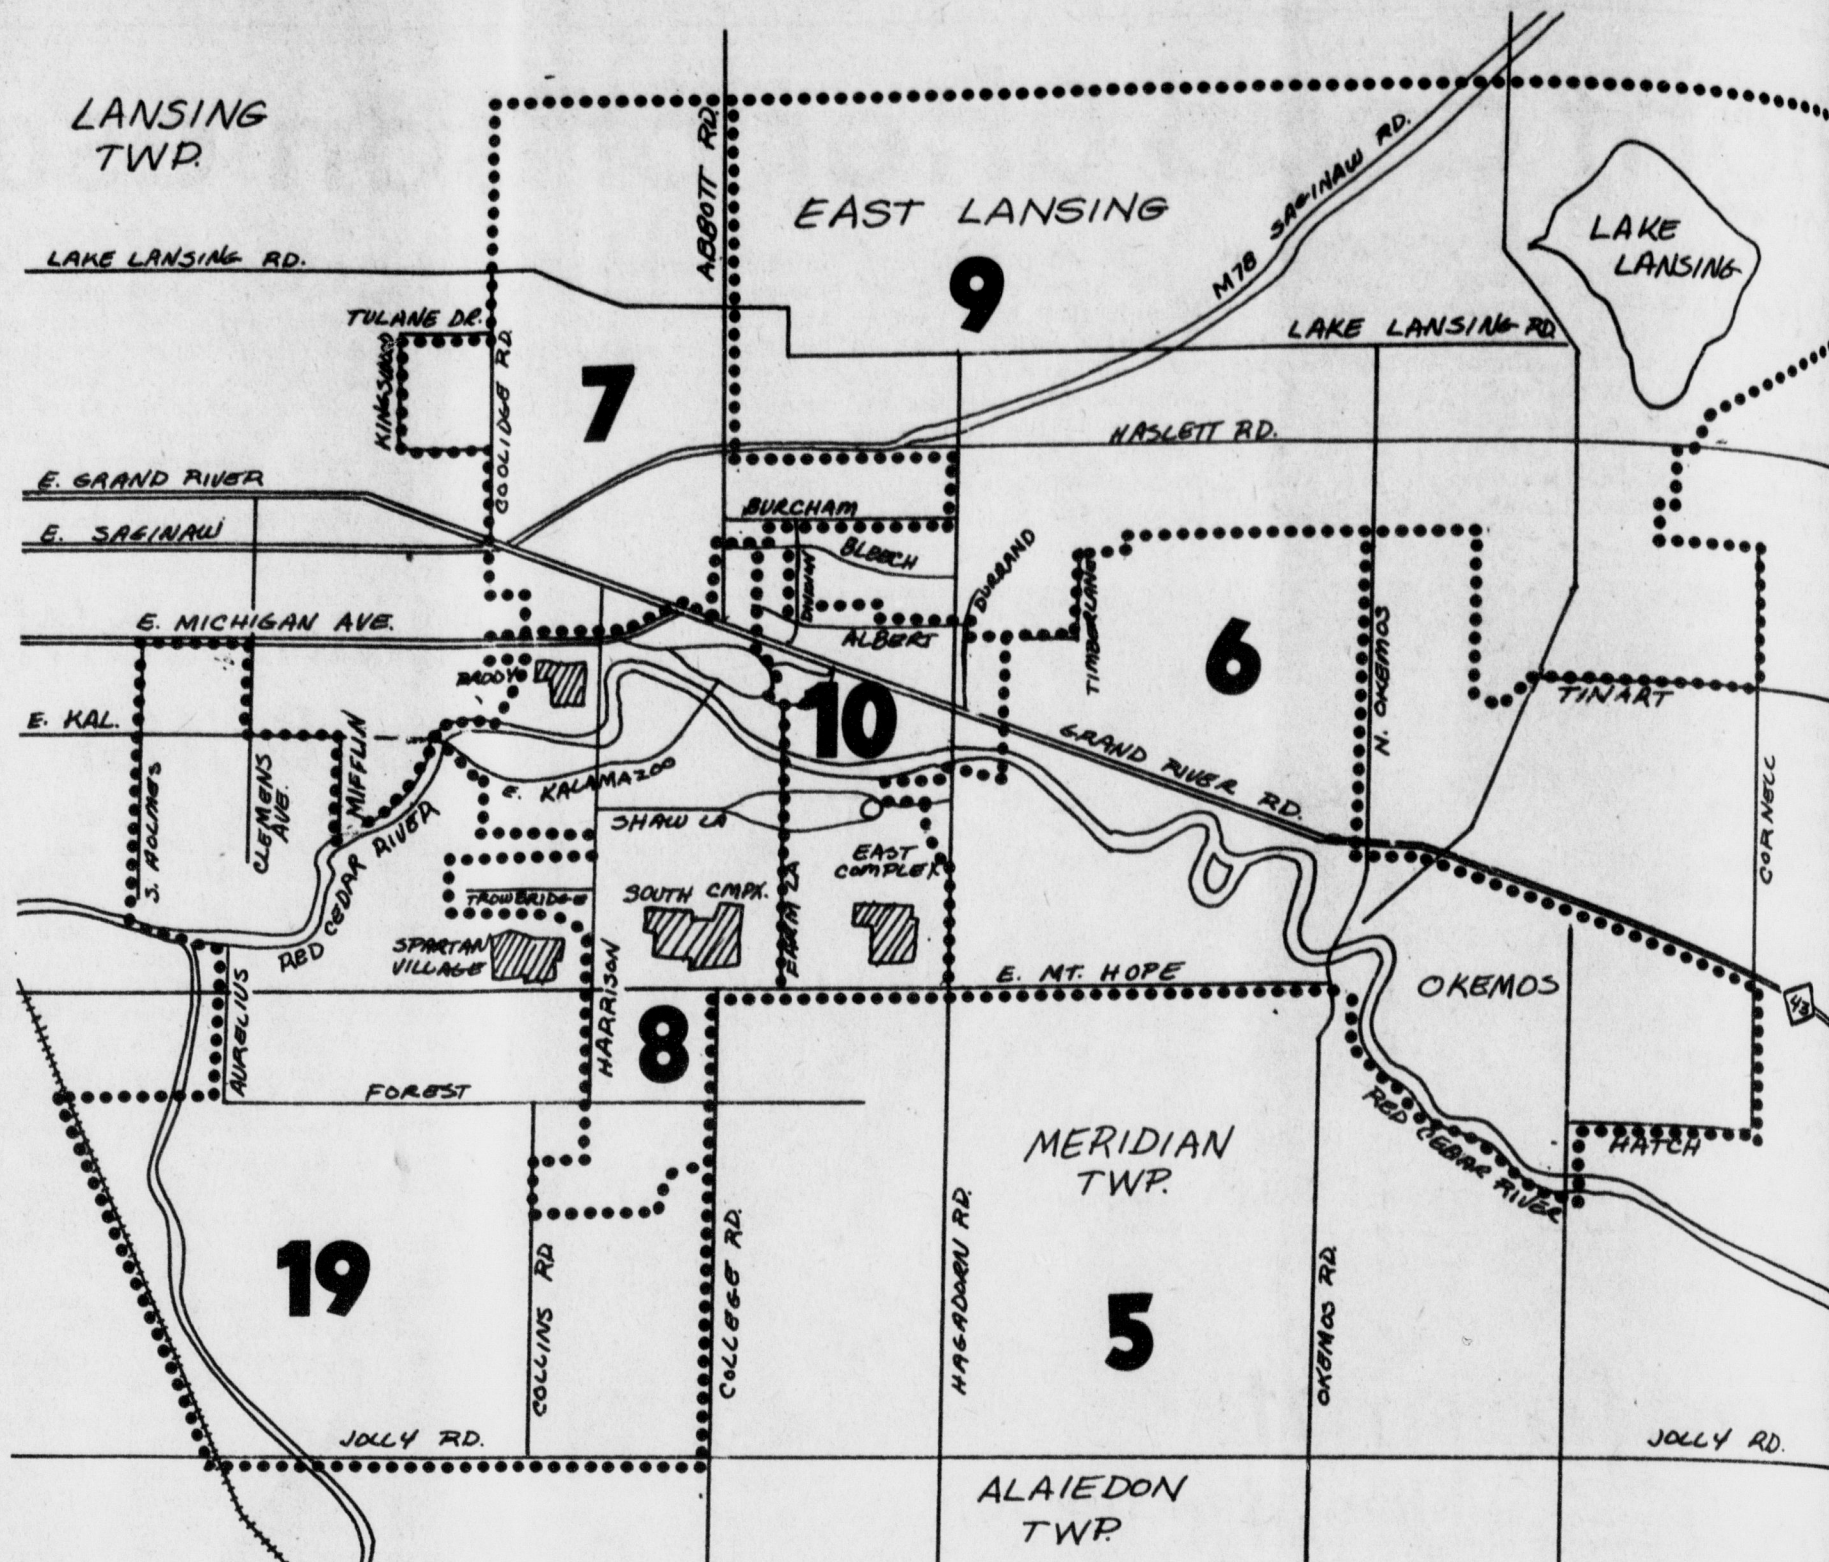 LANSING
TWP.
ABBOTT RD.
EAST LANSING
9
M78 SAGINAW RD.
LAKE
LANSING
LAKE LANSING RD.
TULANE DR.
KINGSWOOD
COOLIDGE RD.
7
LAKE LANSING RD.
HASLETT RD.
E. GRAND RIVER
E. SAGINAW
BURCHAM
BLEECH
DIVISION
DURRAND
TIMBERLANE
ALBERT
E. MICHIGAN AVE.
6
N. OKEMOS
TINART
BRODY
10
E. KAL.
MIFFLIN
S. HOLMES
CLEMENS
AVE.
RED CEDAR RIVER
E. KALAMAZOO
GRAND RIVER RD.
CORNELL
SHAW LA
EAST
COMPLEX
TROWBRIDGE
SOUTH CMPX.
FARM LA
SPARTAN
VILLAGE
HARRISON
AURELIUS
E. MT. HOPE
OKEMOS
43
8
FOREST
RED CEDAR RIVER
HATCH
MERIDIAN
TWP.
19
COLLINS RD
COLLEGE RD.
HAGADORN RD.
5
OKEMOS RD.
JOLLY RD.
JOLLY RD.
ALAIEDON
TWP.